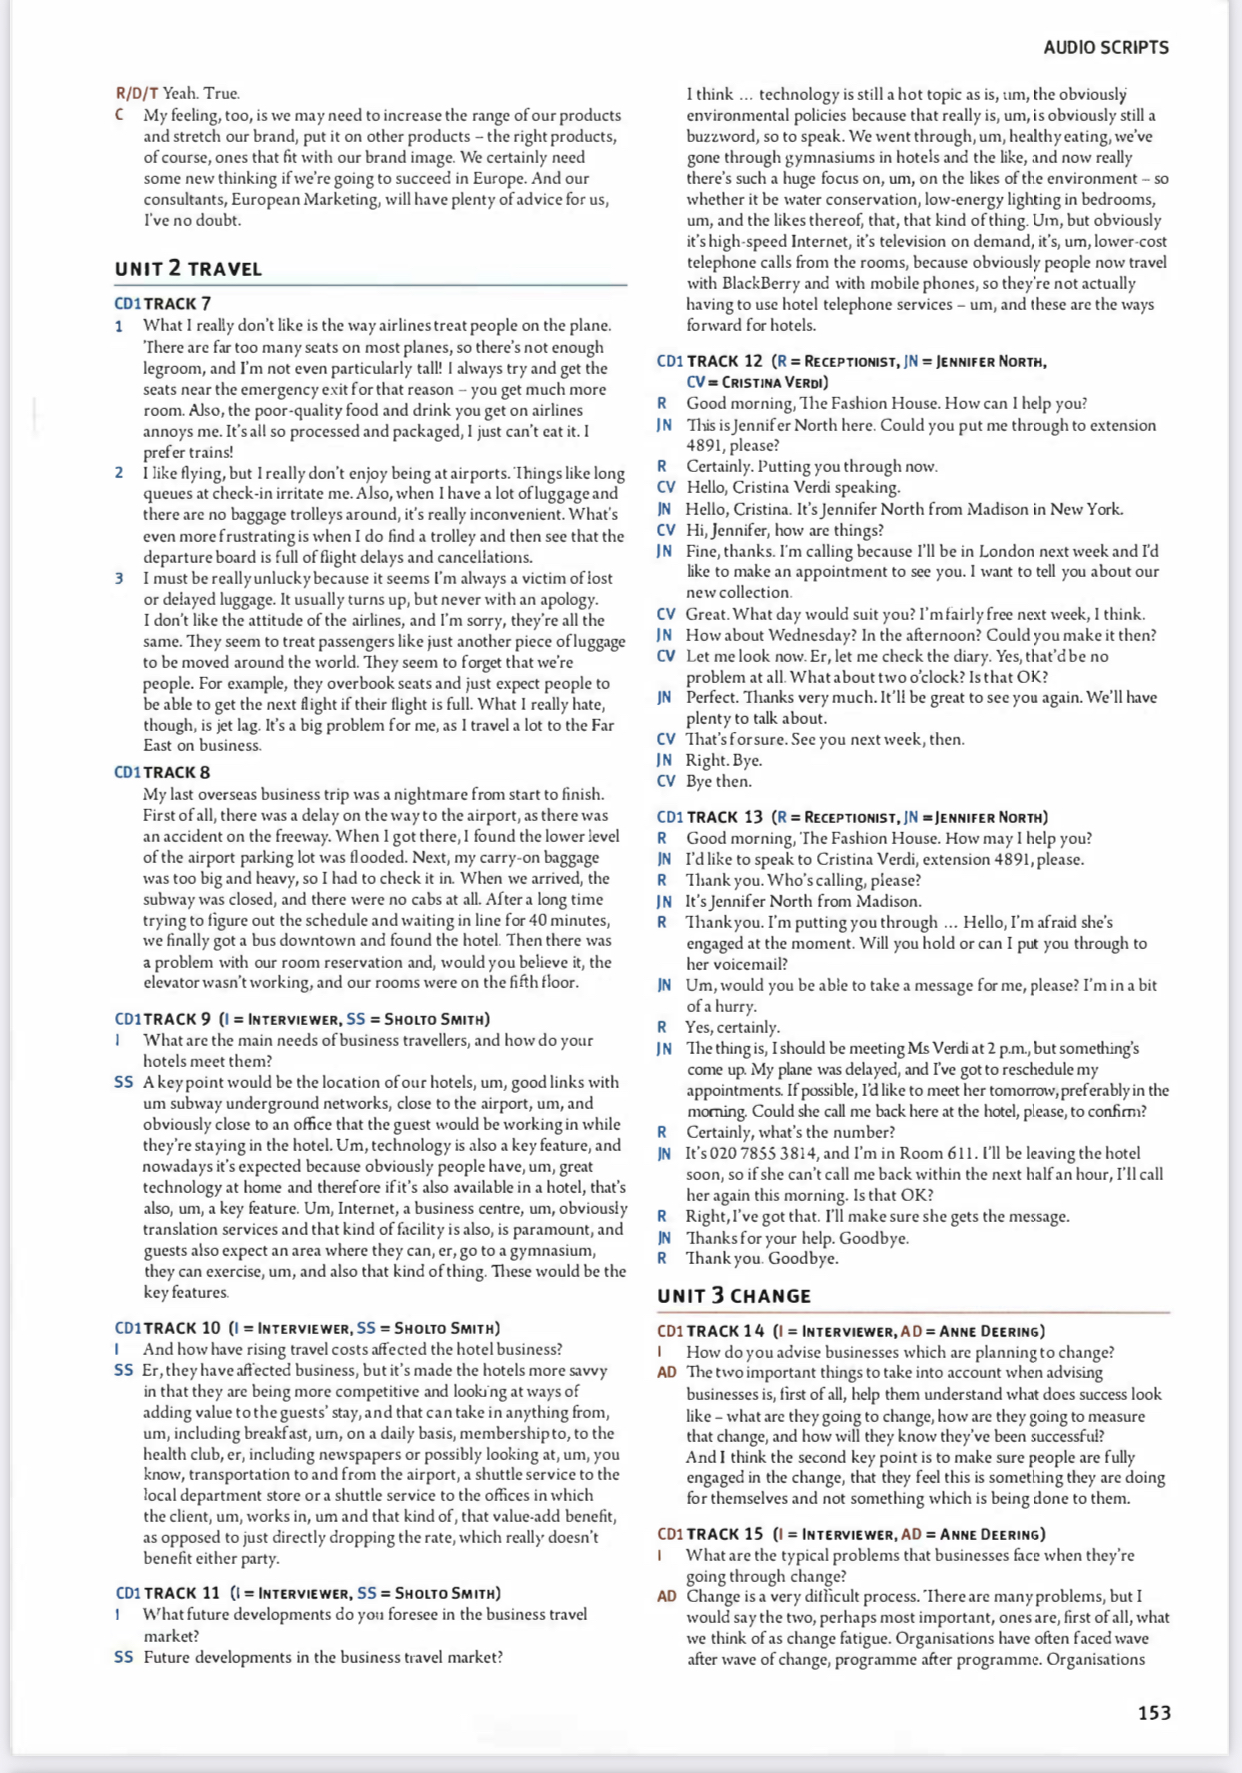 AUDIO SCRIPTS
R/D/T Yeah. True.
C My feeling, too, is we may need to increase the range of our products
and stretch our brand, put it on other products – the right products,
of course, ones that fit with our brand image. We certainly need
some new thinking if we're going to succeed in Europe. And our
consultants, European Marketing, will have plenty of advice for us,
I've no doubt.
UNIT 2 TRAVEL
CD1 TRACK 7
1 What I really don't like is the way airlines treat people on the plane.
There are far too many seats on most planes, so there's not enough
legroom, and I'm not even particularly tall! I always try and get the
seats near the emergency exit for that reason – you get much more
room. Also, the poor-quality food and drink you get on airlines
annoys me. It's all so processed and packaged, I just can't eat it. I
prefer trains!
2 I like flying, but I really don't enjoy being at airports. Things like long
queues at check-in irritate me. Also, when I have a lot of luggage and
there are no baggage trolleys around, it's really inconvenient. What's
even more frustrating is when I do find a trolley and then see that the
departure board is full of flight delays and cancellations.
3 I must be really unlucky because it seems I'm always a victim of lost
or delayed luggage. It usually turns up, but never with an apology.
I don't like the attitude of the airlines, and I'm sorry, they're all the
same. They seem to treat passengers like just another piece of luggage
to be moved around the world. They seem to forget that we're
people. For example, they overbook seats and just expect people to
be able to get the next flight if their flight is full. What I really hate,
though, is jet lag. It's a big problem for me, as I travel a lot to the Far
East on business.
CD1 TRACK 8
My last overseas business trip was a nightmare from start to finish.
First of all, there was a delay on the way to the airport, as there was
an accident on the freeway. When I got there, I found the lower level
of the airport parking lot was flooded. Next, my carry-on baggage
was too big and heavy, so I had to check it in. When we arrived, the
subway was closed, and there were no cabs at all. After a long time
trying to figure out the schedule and waiting in line for 40 minutes,
we finally got a bus downtown and found the hotel. Then there was
a problem with our room reservation and, would you believe it, the
elevator wasn't working, and our rooms were on the fifth floor.
CD1 TRACK 9 (I = INTERVIEWER, SS = SHOLTO SMITH)
I What are the main needs of business travellers, and how do your
hotels meet them?
SS A key point would be the location of our hotels, um, good links with
um subway underground networks, close to the airport, um, and
obviously close to an office that the guest would be working in while
they're staying in the hotel. Um, technology is also a key feature, and
nowadays it's expected because obviously people have, um, great
technology at home and therefore if it's also available in a hotel, that's
also, um, a key feature. Um, Internet, a business centre, um, obviously
translation services and that kind of facility is also, is paramount, and
guests also expect an area where they can, er, go to a gymnasium,
they can exercise, um, and also that kind of thing. These would be the
key features.
CD1 TRACK 10 (I = INTERVIEWER, SS = SHOLTO SMITH)
I And how have rising travel costs affected the hotel business?
SS Er, they have affected business, but it's made the hotels more savvy
in that they are being more competitive and looking at ways of
adding value to the guests' stay, and that can take in anything from,
um, including breakfast, um, on a daily basis, membership to, to the
health club, er, including newspapers or possibly looking at, um, you
know, transportation to and from the airport, a shuttle service to the
local department store or a shuttle service to the offices in which
the client, um, works in, um and that kind of, that value-add benefit,
as opposed to just directly dropping the rate, which really doesn't
benefit either party.
CD1 TRACK 11 (I = INTERVIEWER, SS = SHOLTO SMITH)
I What future developments do you foresee in the business travel
market?
SS Future developments in the business travel market?
I think ... technology is still a hot topic as is, um, the obviously
environmental policies because that really is, um, is obviously still a
buzzword, so to speak. We went through, um, healthy eating, we've
gone through gymnasiums in hotels and the like, and now really
there's such a huge focus on, um, on the likes of the environment – so
whether it be water conservation, low-energy lighting in bedrooms,
um, and the likes thereof, that, that kind of thing. Um, but obviously
it's high-speed Internet, it's television on demand, it's, um, lower-cost
telephone calls from the rooms, because obviously people now travel
with BlackBerry and with mobile phones, so they're not actually
having to use hotel telephone services – um, and these are the ways
forward for hotels.
CD1 TRACK 12 (R = RECEPTIONIST, JN = JENNIFER NORTH,
CV = CRISTINA VERDI)
R Good morning, The Fashion House. How can I help you?
JN This is Jennifer North here. Could you put me through to extension
4891, please?
R Certainly. Putting you through now.
CV Hello, Cristina Verdi speaking.
JN Hello, Cristina. It's Jennifer North from Madison in New York.
CV Hi, Jennifer, how are things?
JN Fine, thanks. I'm calling because I'll be in London next week and I'd
like to make an appointment to see you. I want to tell you about our
new collection.
CV Great. What day would suit you? I'm fairly free next week, I think.
JN How about Wednesday? In the afternoon? Could you make it then?
CV Let me look now. Er, let me check the diary. Yes, that'd be no
problem at all. What about two o'clock? Is that OK?
JN Perfect. Thanks very much. It'll be great to see you again. We'll have
plenty to talk about.
CV That's for sure. See you next week, then.
JN Right. Bye.
CV Bye then.
CD1 TRACK 13 (R = RECEPTIONIST, JN = JENNIFER NORTH)
R Good morning, The Fashion House. How may I help you?
JN I'd like to speak to Cristina Verdi, extension 4891, please.
R Thank you. Who's calling, please?
JN It's Jennifer North from Madison.
R Thank you. I'm putting you through ... Hello, I'm afraid she's
engaged at the moment. Will you hold or can I put you through to
her voicemail?
JN Um, would you be able to take a message for me, please? I'm in a bit
of a hurry.
R Yes, certainly.
JN The thing is, I should be meeting Ms Verdi at 2 p.m., but something's
come up. My plane was delayed, and I've got to reschedule my
appointments. If possible, I'd like to meet her tomorrow, preferably in the
morning. Could she call me back here at the hotel, please, to confirm?
R Certainly, what's the number?
JN It's 020 7855 3814, and I'm in Room 611. I'll be leaving the hotel
soon, so if she can't call me back within the next half an hour, I'll call
her again this morning. Is that OK?
R Right, I've got that. I'll make sure she gets the message.
JN Thanks for your help. Goodbye.
R Thank you. Goodbye.
UNIT 3 CHANGE
CD1 TRACK 14 (I = INTERVIEWER, AD = ANNE DEERING)
I How do you advise businesses which are planning to change?
AD The two important things to take into account when advising
businesses is, first of all, help them understand what does success look
like – what are they going to change, how are they going to measure
that change, and how will they know they've been successful?
And I think the second key point is to make sure people are fully
engaged in the change, that they feel this is something they are doing
for themselves and not something which is being done to them.
CD1 TRACK 15 (I = INTERVIEWER, AD = ANNE DEERING)
I What are the typical problems that businesses face when they're
going through change?
AD Change is a very difficult process. There are many problems, but I
would say the two, perhaps most important, ones are, first of all, what
we think of as change fatigue. Organisations have often faced wave
after wave of change, programme after programme. Organisations
153